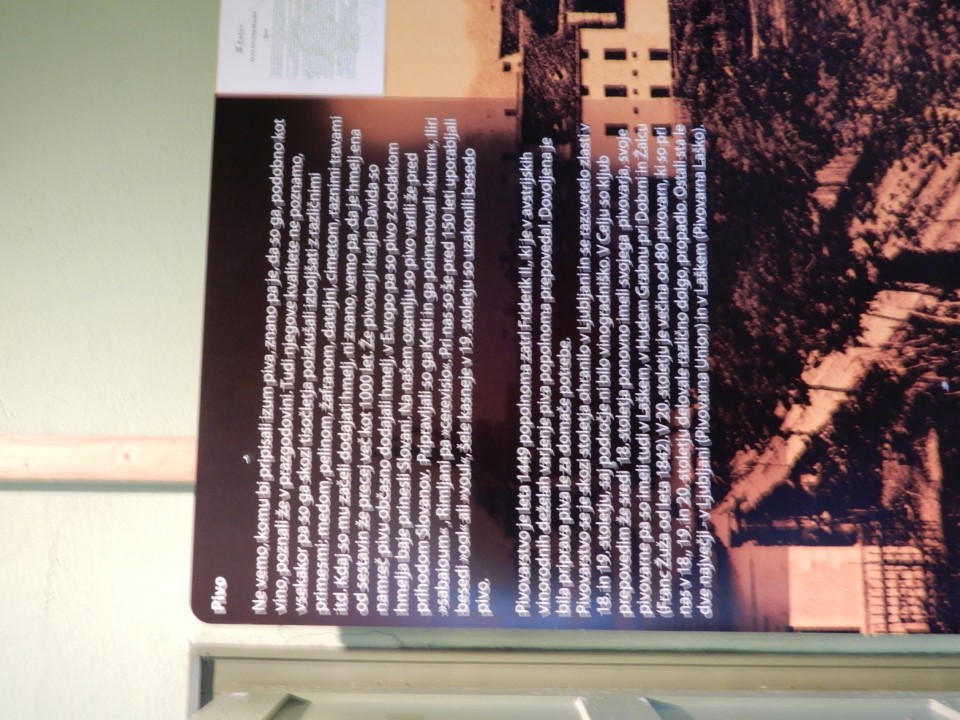 Pivo
Ne vemo, komu bi pripisali izum piva, znano pa je, da so ga, podobno kot
vino, poznali že v prazgodovini. Tudi njegove kvalitete ne poznamo,
vsekakor pa so ga skozi tisočletja poizkušali izboljšati z različnimi
primesmi: medom, pelinom, žafranom, dateljni, cimetom, raznimi travami
itd. Kdaj so mu začeli dodajati hmelj, ni znano, vemo pa, da je hmelj ena
od sestavin že precej več kot 1000 let. Že pivovarji kralja Davida so
namreč pivu občasno dodajali hmelj, v Evropo pa so pivo z dodatkom
hmelja baje prinesli Slovani. Na našem ozemlju so pivo varili že pred
prihodom Slovanov. Pripravljali so ga Kelti in ga poimenovali »kurmi«, Iliri
»sabaioum«, Rimljani pa »cerevisio«. Pri nas so še pred 150 leti uporabljali
besedi »ool« ali »vool«, šele kasneje v 19. stoletju so uzakonili besedo
pivo.
Pivovarstvo je leta 1449 popolnoma zatrl Friderik II., ki je v avstrijskih
vinorodnih deželah varjenje piva popolnoma prepovedal. Dovoljena je
bila priprava piva le za domače potrebe.
Pivovarstvo se je skozi stoletja ohranilo v Ljubljani in se razcvetelo zlasti v
18. in 19. stoletju, saj področje ni bilo vinogradniško. V Celju so kljub
prepovedim že sredi 18. stoletja ponovno imeli svojega pivovarja, svoje
pivovarne pa so imeli tudi v Laškem, v Hudem Grabnu pri Dobrni in Žalcu
(Franc Žuža od leta 1842). V 20. stoletju je večina od 80 pivovarn, ki so pri
nas v 18., 19. in 20. stoletju delovale različno dolgo, propadlo. Ostali sta le
dve največji - v Ljubljani (Pivovarna Union) in v Laškem (Pivovarna Laško).